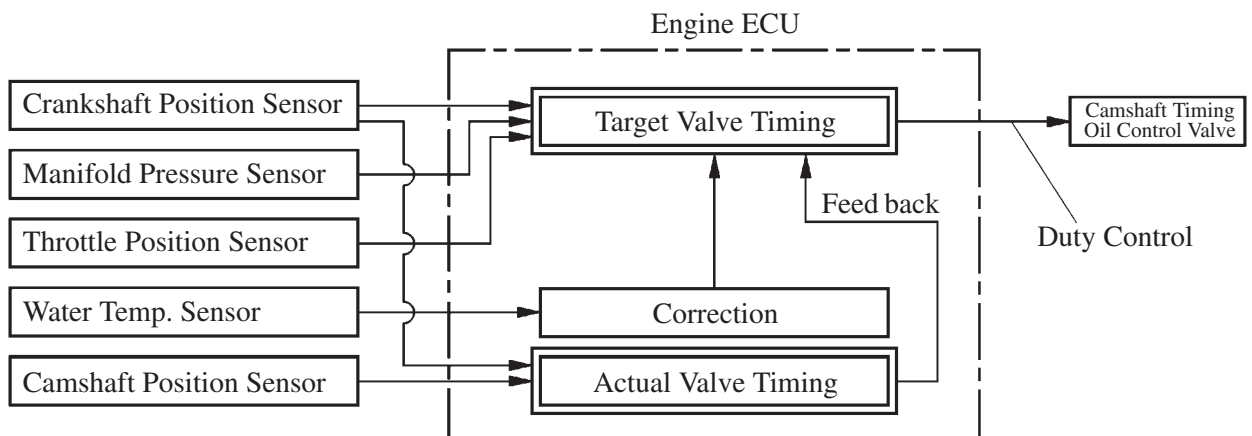 Engine ECU
Crankshaft Position Sensor
Manifold Pressure Sensor
Throttle Position Sensor
Water Temp. Sensor
Camshaft Position Sensor
Target Valve Timing
Feed back
Correction
Actual Valve Timing
Camshaft Timing
Oil Control Valve
Duty Control